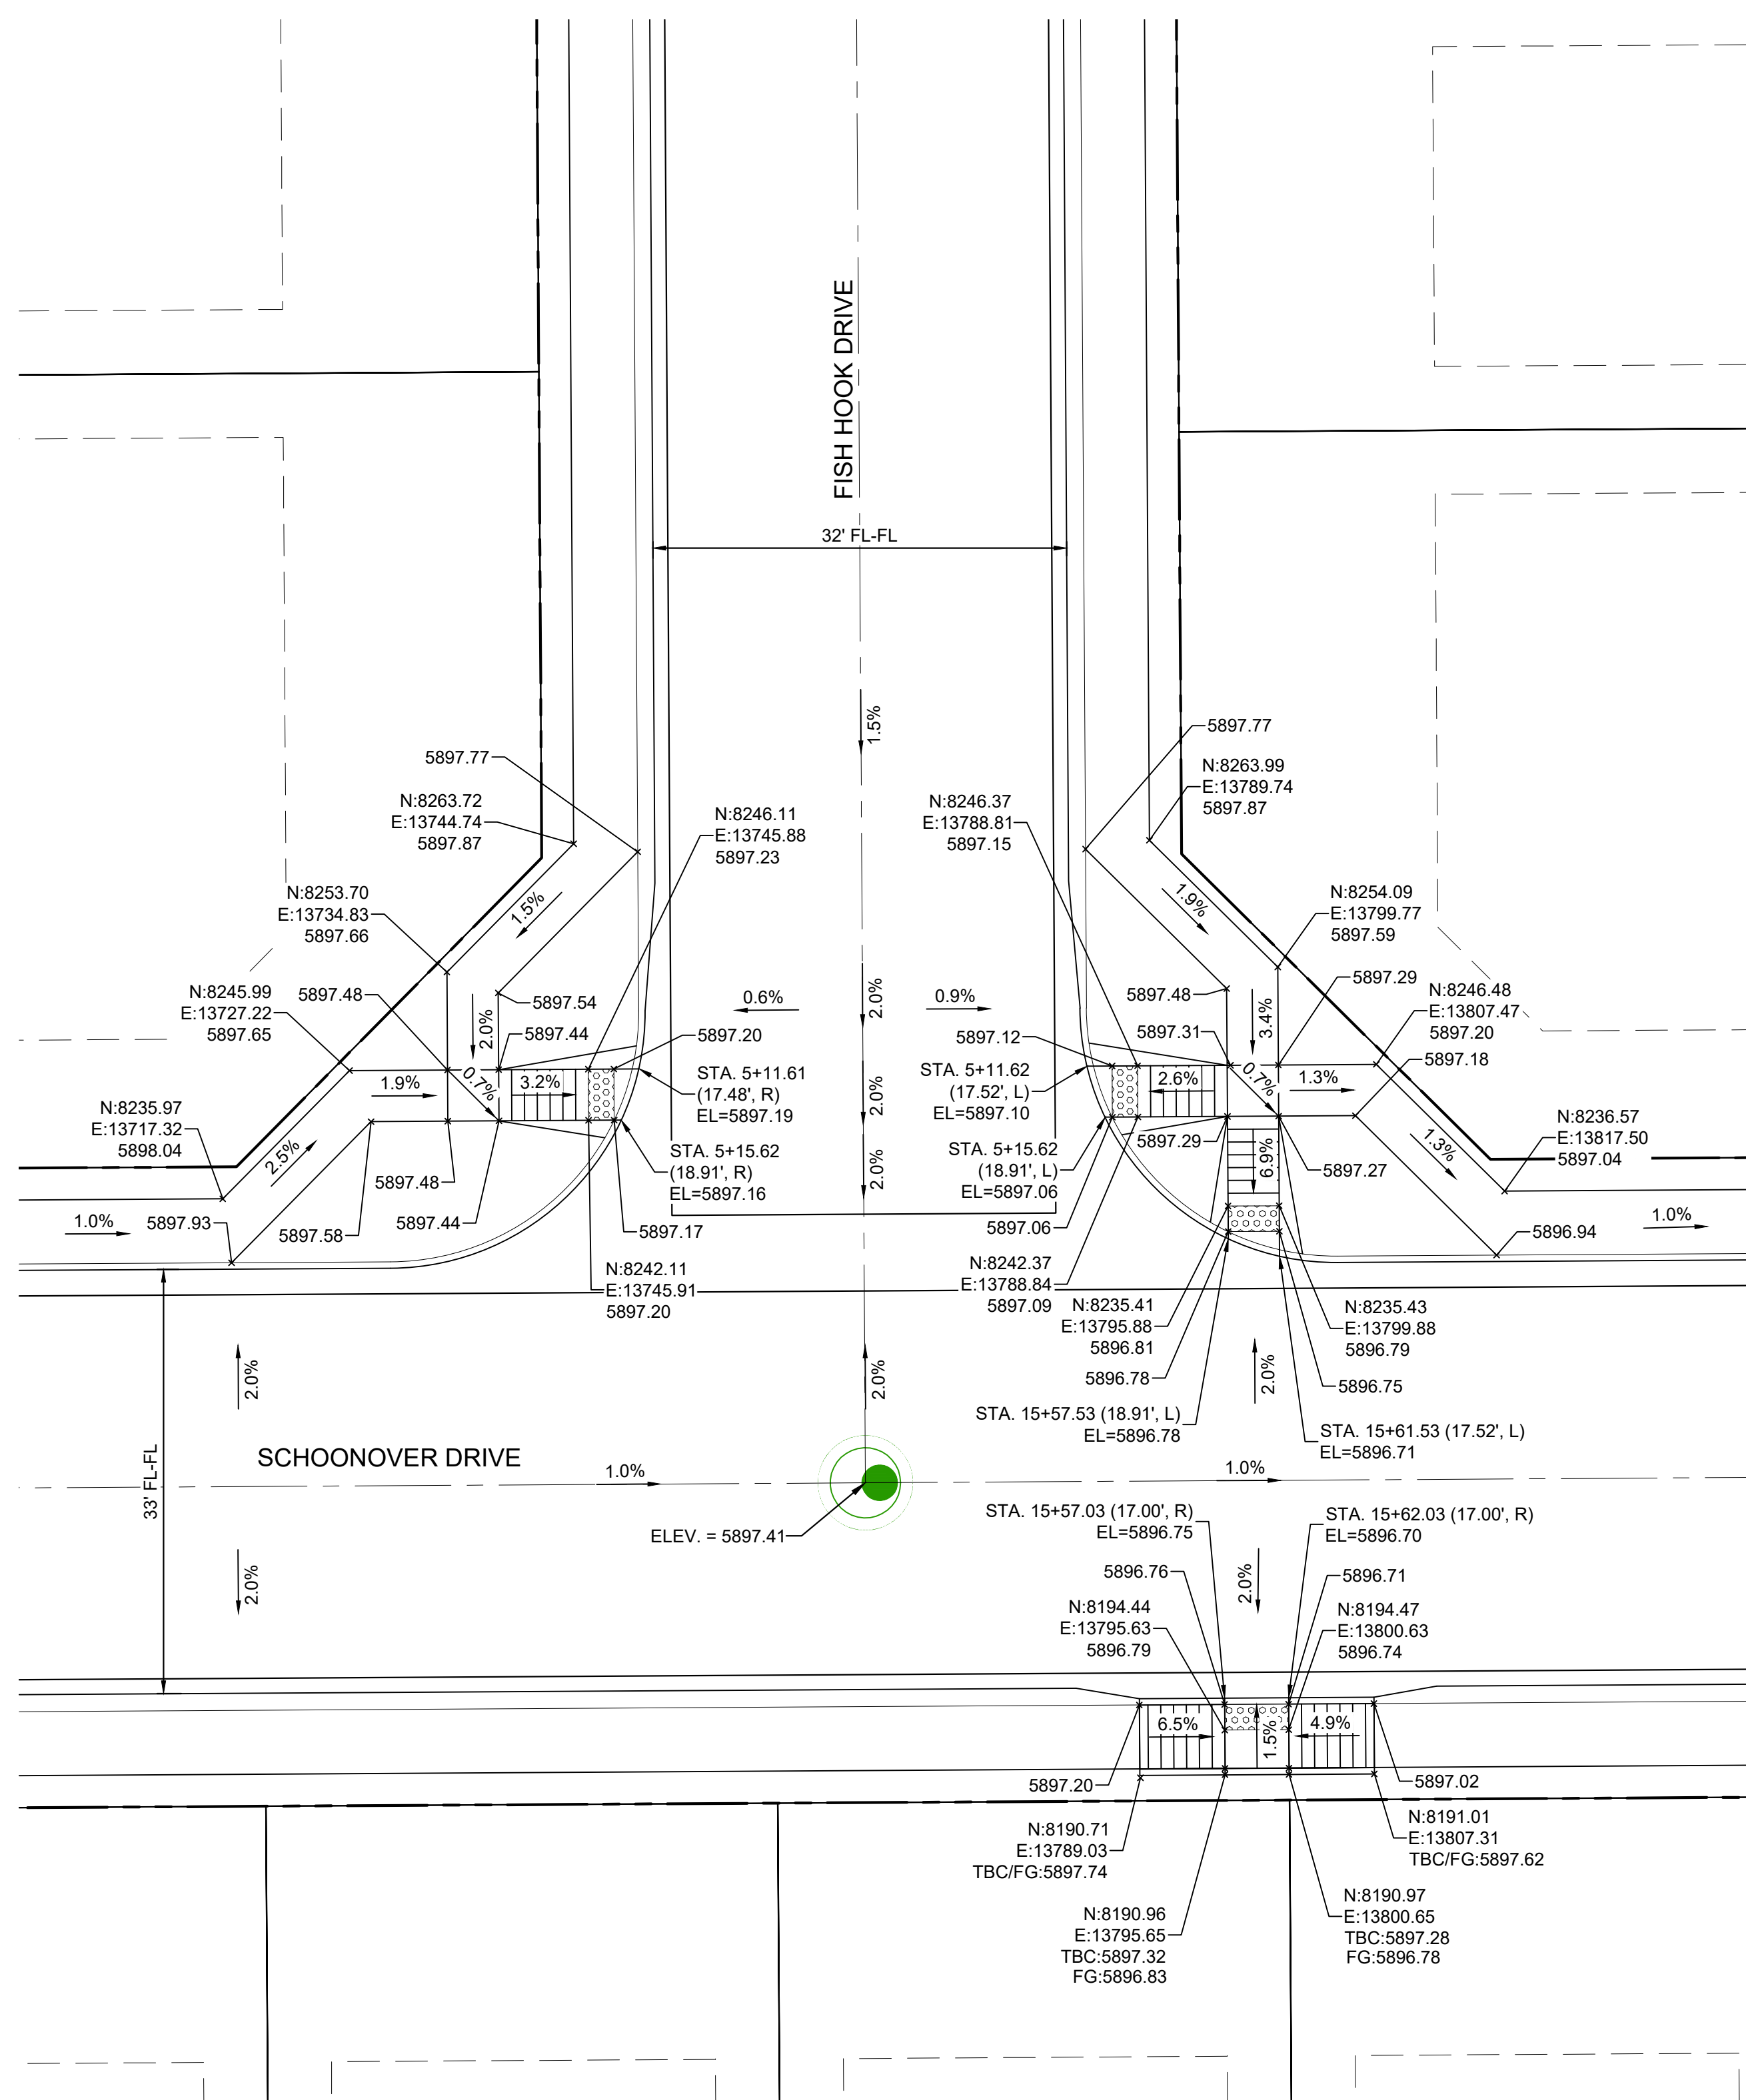 FISH HOOK DRIVE
32' FL-FL
1.5%
5897.77
N:8263.72
E:13744.74
5897.87
N:8253.70
E:13734.83
5897.66
N:8245.99
E:13727.22
5897.65
5897.48
N:8235.97
E:13717.32
5898.04
1.5%
2.0%
5897.54
5897.44
1.9%
0.7%
3.2%
2.5%
1.0%
5897.93
5897.58
5897.48
5897.44
N:8246.11
E:13745.88
5897.23
5897.20
STA. 5+11.61
(17.48', R)
EL=5897.19
STA. 5+15.62
(18.91', R)
EL=5897.16
5897.17
N:8242.11
E:13745.91
5897.20
0.6%
2.0%
0.9%
2.0%
2.0%
N:8246.37
E:13788.81
5897.15
5897.77
N:8263.99
E:13789.74
5897.87
1.9%
N:8254.09
E:13799.77
5897.59
5897.29
N:8246.48
E:13807.47
5897.20
5897.18
5897.48
5897.31
3.4%
5897.12
STA. 5+11.62
(17.52', L)
EL=5897.10
2.6%
0.7%
1.3%
1.3%
N:8236.57
E:13817.50
5897.04
5897.29
STA. 5+15.62
(18.91', L)
EL=5897.06
6.9%
5897.27
5897.06
5896.94
1.0%
N:8242.37
E:13788.84
5897.09
N:8235.41
E:13795.88
5896.81
5896.78
N:8235.43
E:13799.88
5896.79
5896.75
2.0%
2.0%
2.0%
STA. 15+57.53 (18.91', L)
EL=5896.78
STA. 15+61.53 (17.52', L)
EL=5896.71
SCHOONOVER DRIVE
33' FL-FL
1.0%
1.0%
ELEV. = 5897.41
STA. 15+57.03 (17.00', R)
EL=5896.75
STA. 15+62.03 (17.00', R)
EL=5896.70
2.0%
2.0%
5896.76
5896.71
N:8194.44
E:13795.63
5896.79
N:8194.47
E:13800.63
5896.74
6.5%
1.5%
4.9%
5897.20
5897.02
N:8190.71
E:13789.03
TBC/FG:5897.74
N:8191.01
E:13807.31
TBC/FG:5897.62
N:8190.96
E:13795.65
TBC:5897.32
FG:5896.83
N:8190.97
E:13800.65
TBC:5897.28
FG:5896.78